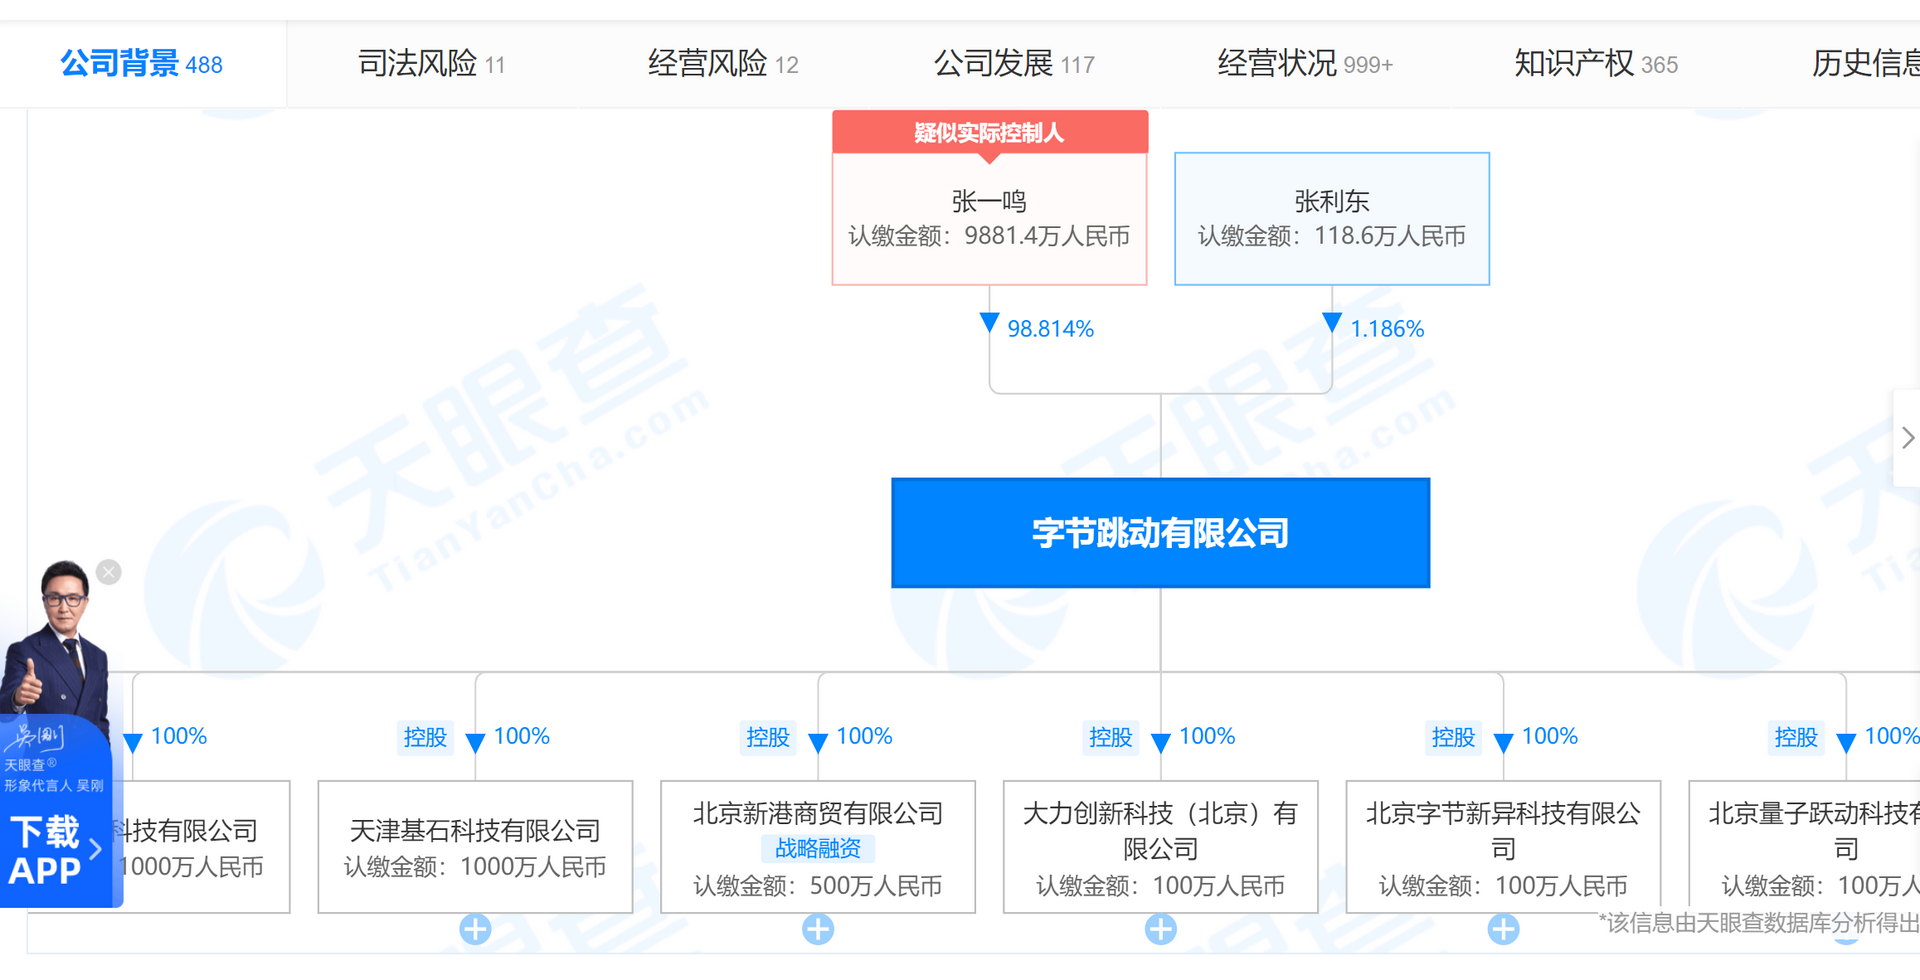 公司背景 488
司法风险 11
经营风险 12
公司发展 117
经营状况 999+
知识产权 365
历史信息
疑似实际控制人
张一鸣
认缴金额：9881.4万人民币
张利东
认缴金额：118.6万人民币
98.814%
1.186%
天眼查
TianYanCha.com
字节跳动有限公司
100%
控股 100%
控股 100%
控股 100%
控股 100%
控股 100%
科技有限公司
1000万人民币
天津基石科技有限公司
认缴金额：1000万人民币
北京新港商贸有限公司
战略融资
认缴金额：500万人民币
大力创新科技（北京）有
限公司
认缴金额：100万人民币
北京字节新异科技有限公
司
认缴金额：100万人民币
北京量子跃动科技有
司
认缴金额：100万人
吴刚
天眼查®
形象代言人 吴刚
下载
APP
*该信息由天眼查数据库分析得出